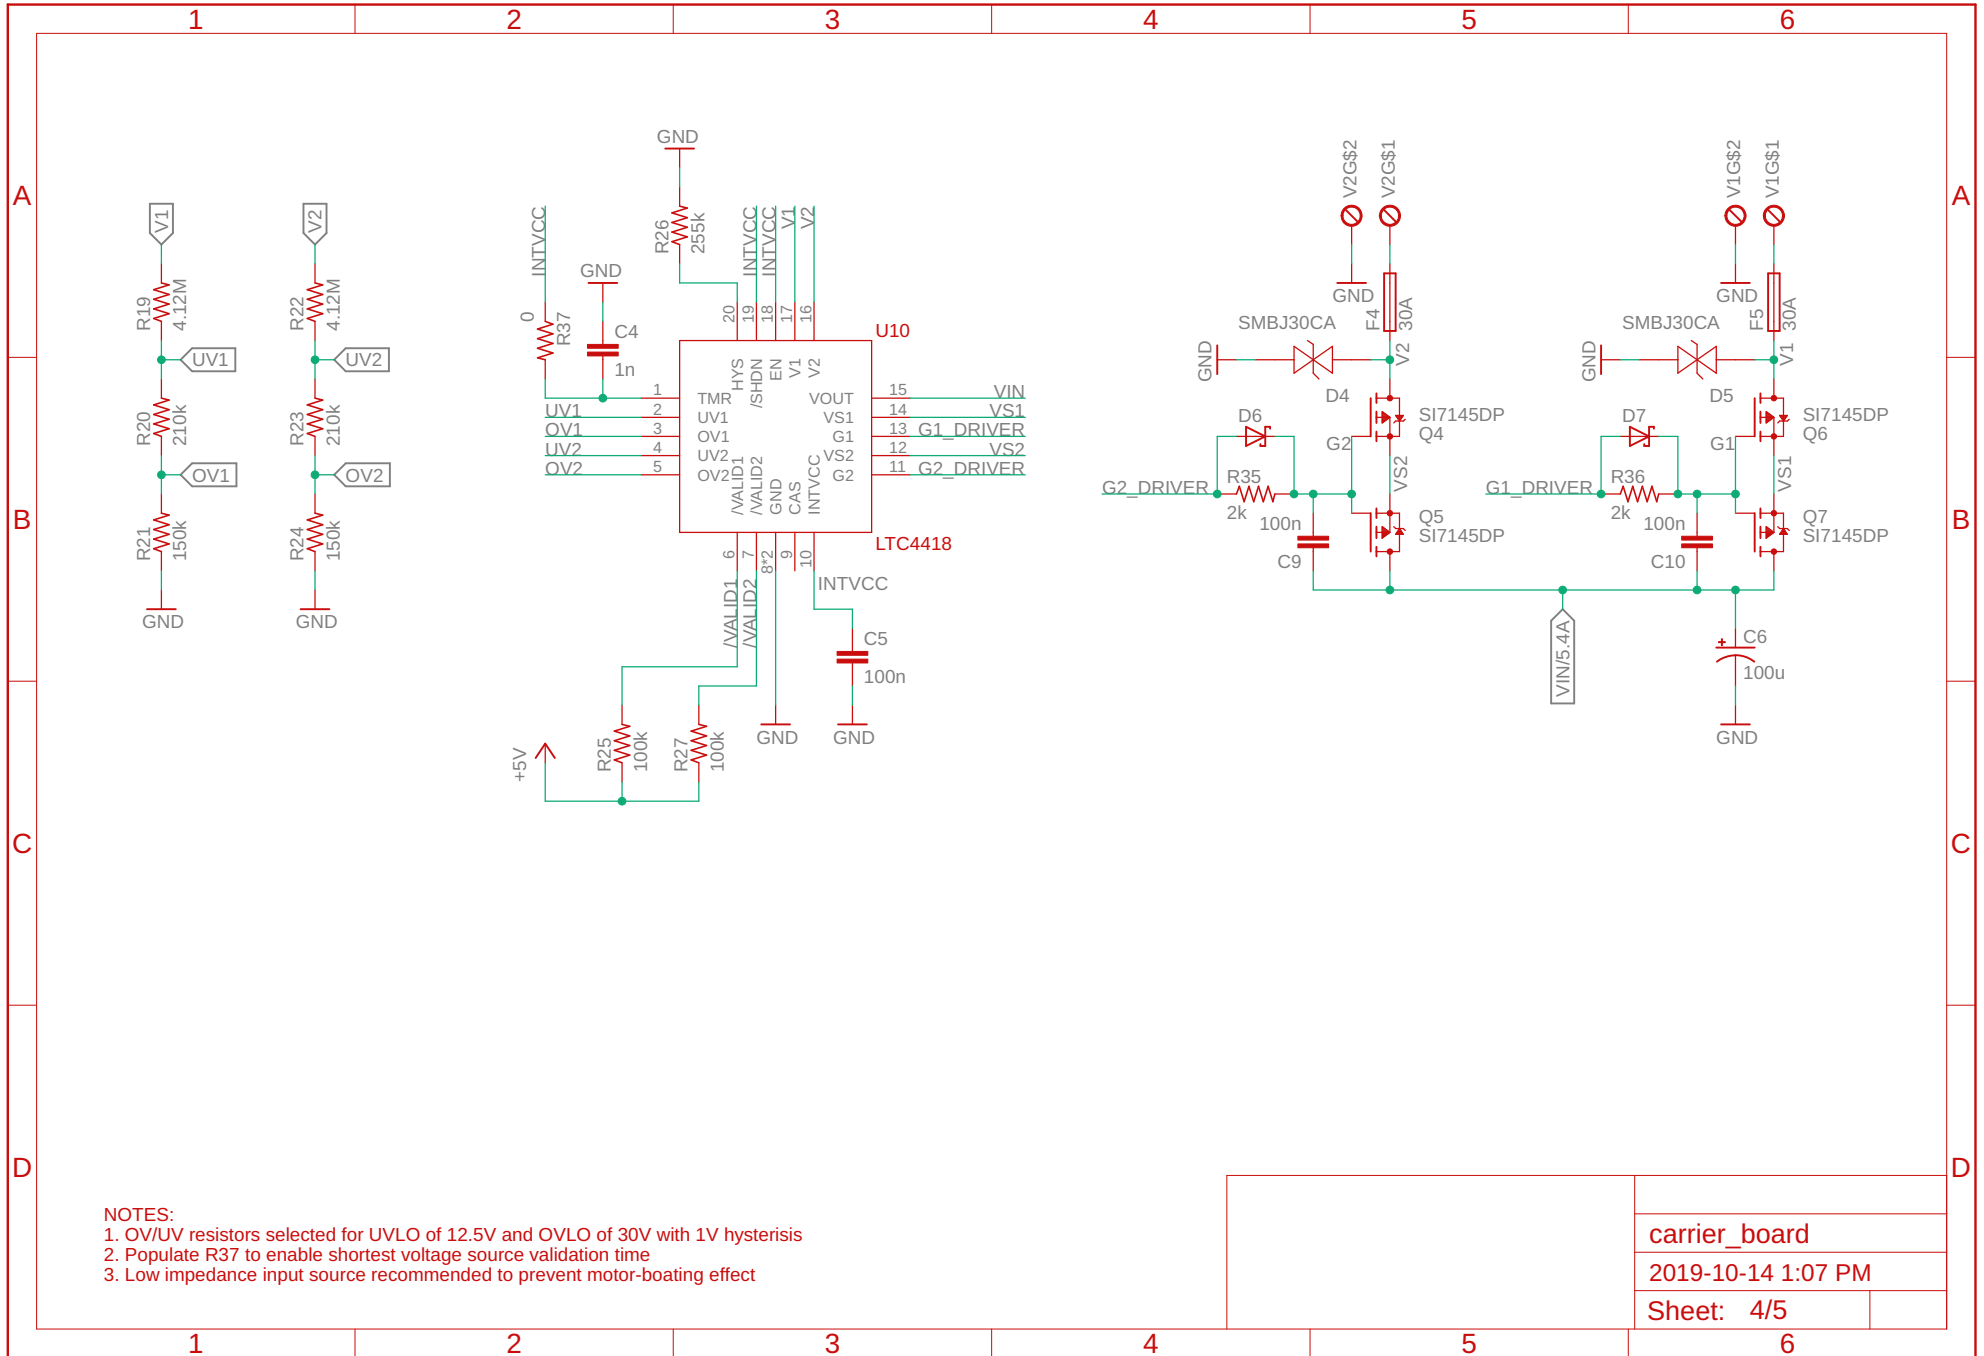 1 2 3 4 5 6
A A
B B
C C
D D
1 2 3 4 5 6
V1
R19
4.12M
UV1
R20
210k
OV1
R21
150k
GND
V2
R22
4.12M
UV2
R23
210k
OV2
R24
150k
GND
GND
R26
255k
INTVCC
GND
0
R37
C4
1n
INTVCC
INTVCC
V1
V2
20
19
18
17
16
U10
HYS
/SHDN
EN
V1
V2
1 TMR
UV1 2 UV1
OV1 3 OV1
UV2 4 UV2
OV2 5 OV2
VOUT 15 VIN
VS1 14 VS1
G1 13 G1_DRIVER
VS2 12 VS2
G2 11 G2_DRIVER
/VALID1
/VALID2
GND
CAS
INTVCC
LTC4418
6
7
8*2
9
10
/VALID1
/VALID2
INTVCC
C5
100n
GND
GND
+5V
R25
100k
R27
100k
V2G$2
V2G$1
GND
F4
30A
SMBJ30CA
GND
V2
D4
SI7145DP
Q4
D6
G2
VS2
G2_DRIVER
R35
2k
100n
C9
Q5
SI7145DP
V1G$2
V1G$1
GND
F5
30A
SMBJ30CA
GND
V1
D5
SI7145DP
Q6
D7
G1
VS1
G1_DRIVER
R36
2k
100n
C10
Q7
SI7145DP
VIN/5.4A
+
C6
100u
GND
NOTES:
1. OV/UV resistors selected for UVLO of 12.5V and OVLO of 30V with 1V hysterisis
2. Populate R37 to enable shortest voltage source validation time
3. Low impedance input source recommended to prevent motor-boating effect
carrier_board
2019-10-14 1:07 PM
Sheet: 4/5